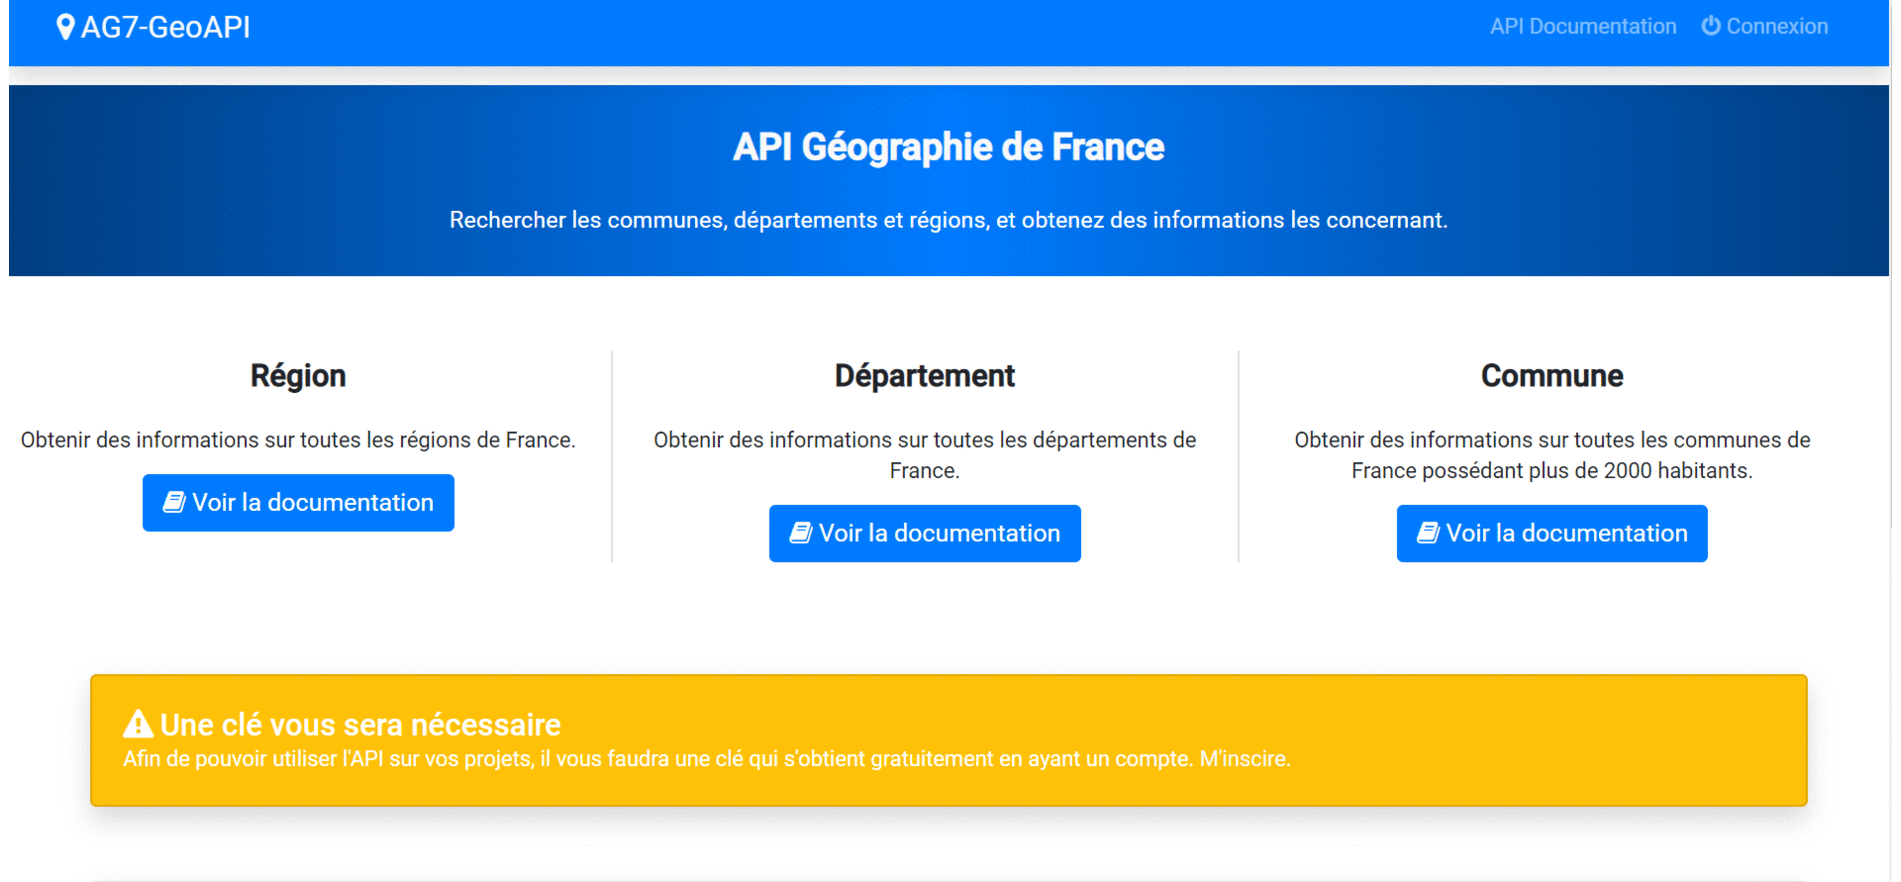 AG7-GeoAPI
API Documentation
Connexion
API Géographie de France
Rechercher les communes, départements et régions, et obtenez des informations les concernant.
Région
Obtenir des informations sur toutes les régions de France.
Voir la documentation
Département
Obtenir des informations sur toutes les départements de
France.
Voir la documentation
Commune
Obtenir des informations sur toutes les communes de
France possédant plus de 2000 habitants.
Voir la documentation
Une clé vous sera nécessaire
Afin de pouvoir utiliser l'API sur vos projets, il vous faudra une clé qui s'obtient gratuitement en ayant un compte. M'inscire.